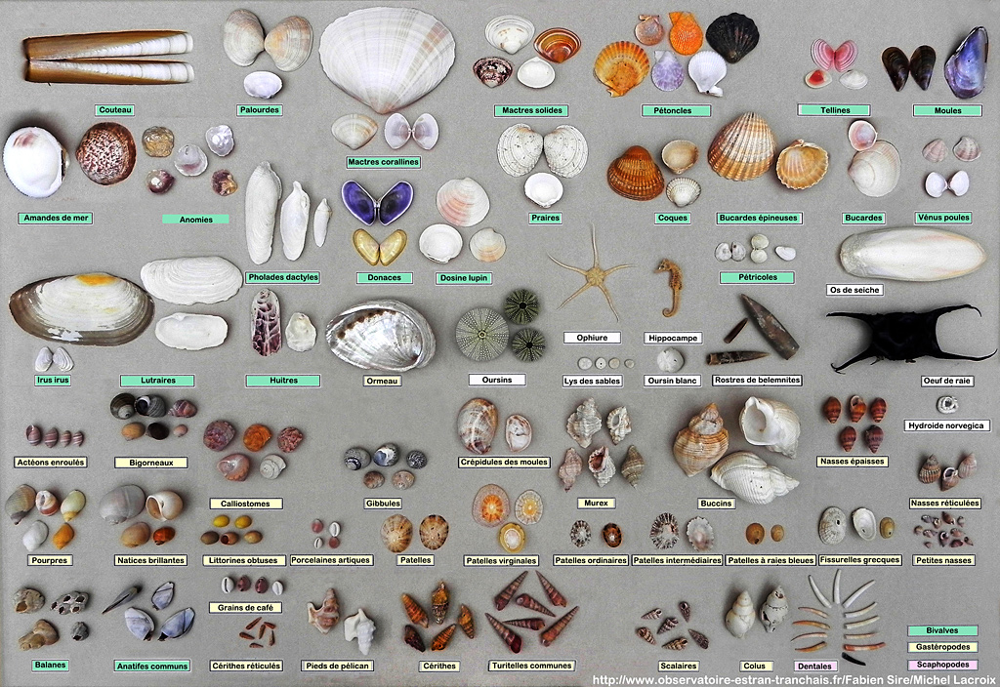 Couteau
Palourdes
Mactres solides
Pétoncles
Tellines
Moules
Mactres corallines
Amandes de mer
Anomies
Praires
Coques
Bucardes épineuses
Bucardes
Vénus poules
Pholades dactyles
Donaces
Dosine lupin
Pétricoles
Os de seiche
Ophiure
Hippocampe
Irus irus
Lutraires
Huitres
Ormeau
Oursins
Lys des sables
Oursin blanc
Rostres de belemnites
Oeuf de raie
Hydroide norvegica
Actéons enroulés
Bigorneaux
Crépidules des moules
Nasses épaisses
Calliostomes
Gibbules
Murex
Buccins
Nasses réticulées
Pourpres
Natices brillantes
Littorines obtuses
Porcelaines artiques
Patelles
Patelles virginales
Patelles ordinaires
Patelles intermédiaires
Patelles à raies bleues
Fissurelles grecques
Petites nasses
Grains de café
Balanes
Anatifes communs
Cérithes réticulés
Pieds de pélican
Cérithes
Turitelles communes
Scalaires
Colus
Dentales
Bivalves
Gastéropodes
Scaphopodes
http://www.observatoire-estran-tranchais.fr/Fabien Sire/Michel Lacroix